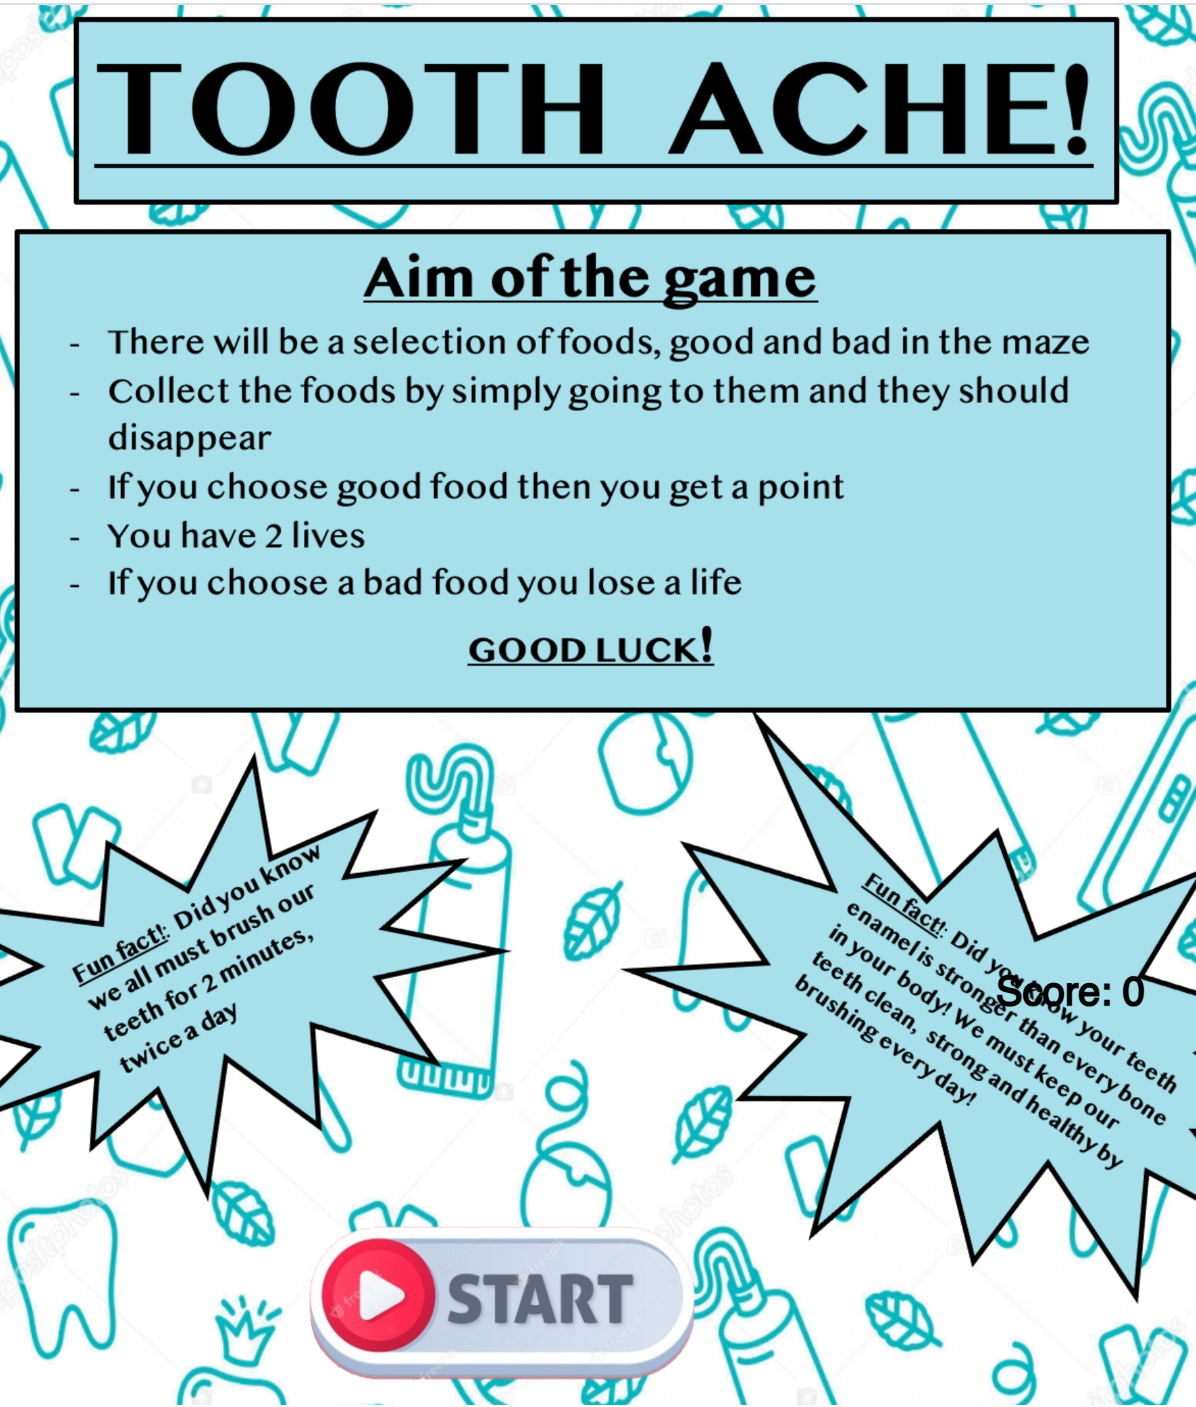 TOOTH ACHE!
Aim of the game
- There will be a selection of foods, good and bad in the maze
- Collect the foods by simply going to them and they should
disappear
- If you choose good food then you get a point
- You have 2 lives
- If you choose a bad food you lose a life
GOOD LUCK!
Fun fact!: Did you know
we all must brush our
teeth for 2 minutes,
twice a day
Fun fact!: Did you know your teeth
enamel is stronger than every bone
in your body! We must keep our
teeth clean, strong and healthy by
brushing every day!
Score: 0
START